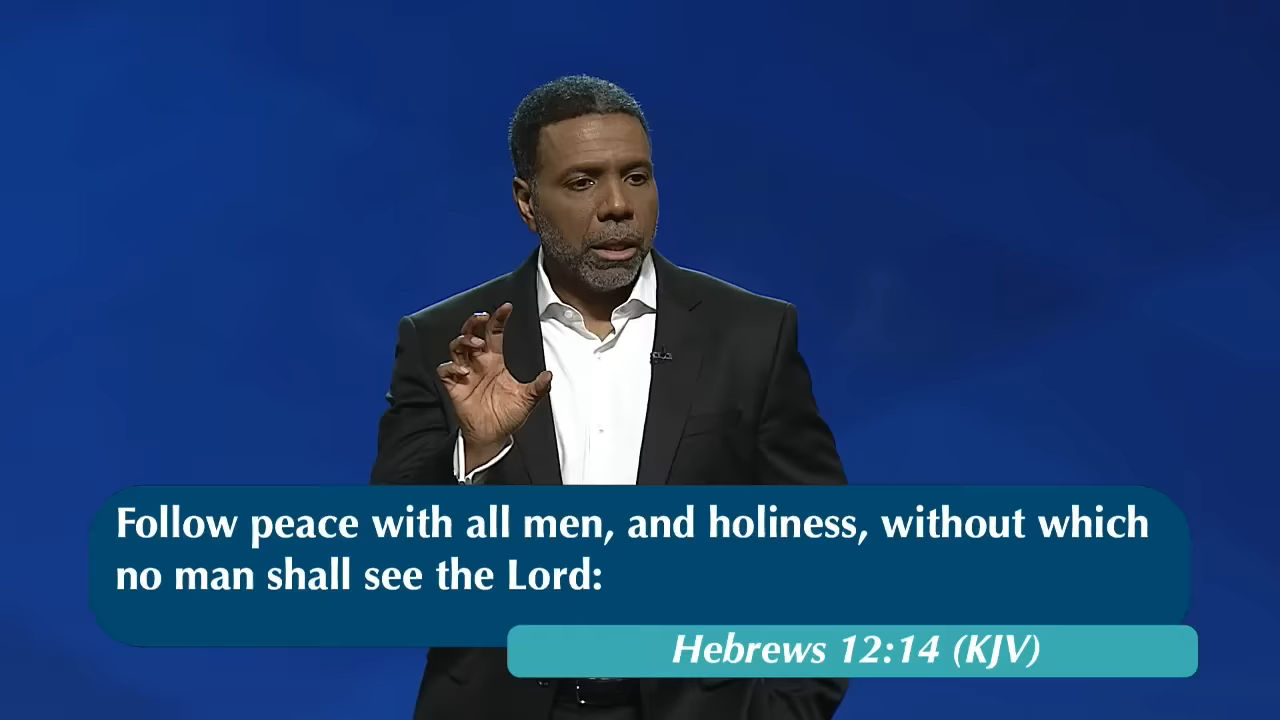 Follow peace with all men, and holiness, without which
no man shall see the Lord:
Hebrews 12:14 (KJV)